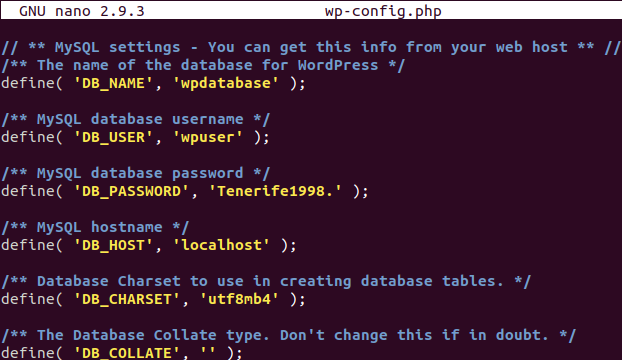 GNU nano 2.9.3 wp-config.php
// ** MySQL settings - You can get this info from your web host ** //
/** The name of the database for WordPress */
define( 'DB_NAME', 'wpdatabase' );
/** MySQL database username */
define( 'DB_USER', 'wpuser' );
/** MySQL database password */
define( 'DB_PASSWORD', 'Tenerife1998.' );
/** MySQL hostname */
define( 'DB_HOST', 'localhost' );
/** Database Charset to use in creating database tables. */
define( 'DB_CHARSET', 'utf8mb4' );
/** The Database Collate type. Don't change this if in doubt. */
define( 'DB_COLLATE', '' );